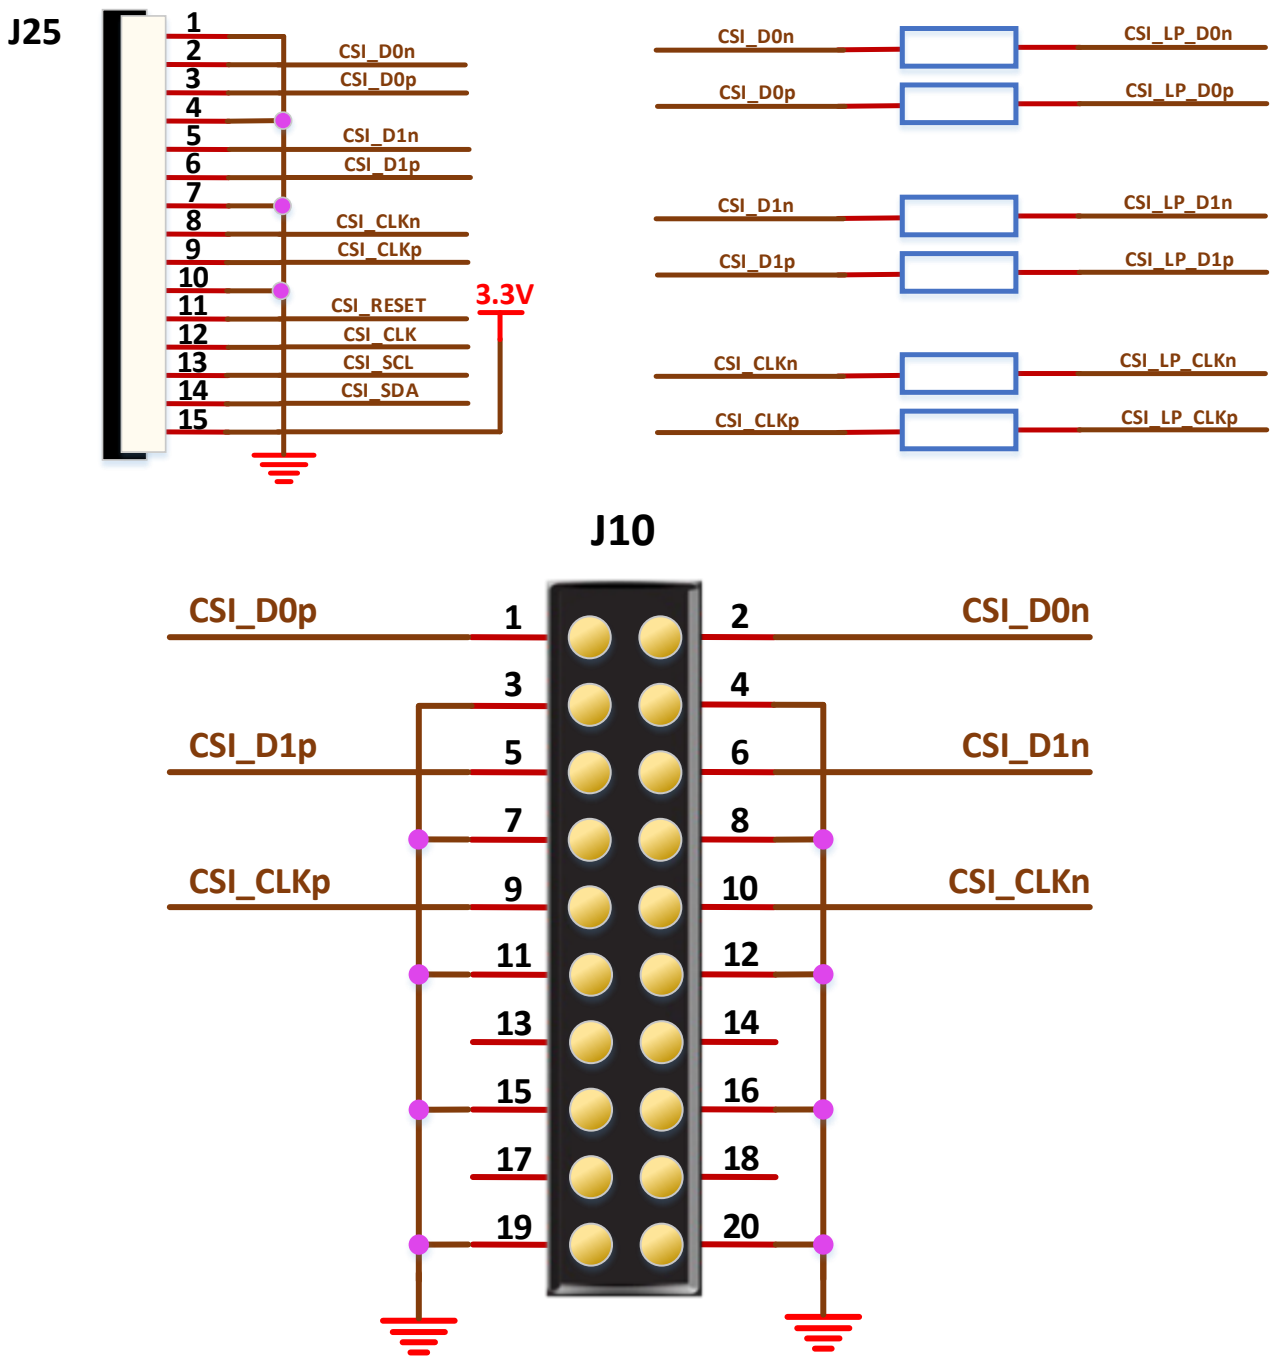 J25
1
2 CSI_D0n
3 CSI_D0p
4
5 CSI_D1n
6 CSI_D1p
7
8 CSI_CLKn
9 CSI_CLKp
10
11 CSI_RESET
12 CSI_CLK
13 CSI_SCL
14 CSI_SDA
15
3.3V
CSI_D0n CSI_LP_D0n
CSI_D0p CSI_LP_D0p
CSI_D1n CSI_LP_D1n
CSI_D1p CSI_LP_D1p
CSI_CLKn CSI_LP_CLKn
CSI_CLKp CSI_LP_CLKp
J10
CSI_D0p 1 2 CSI_D0n
3 4
CSI_D1p 5 6 CSI_D1n
7 8
CSI_CLKp 9 10 CSI_CLKn
11 12
13 14
15 16
17 18
19 20